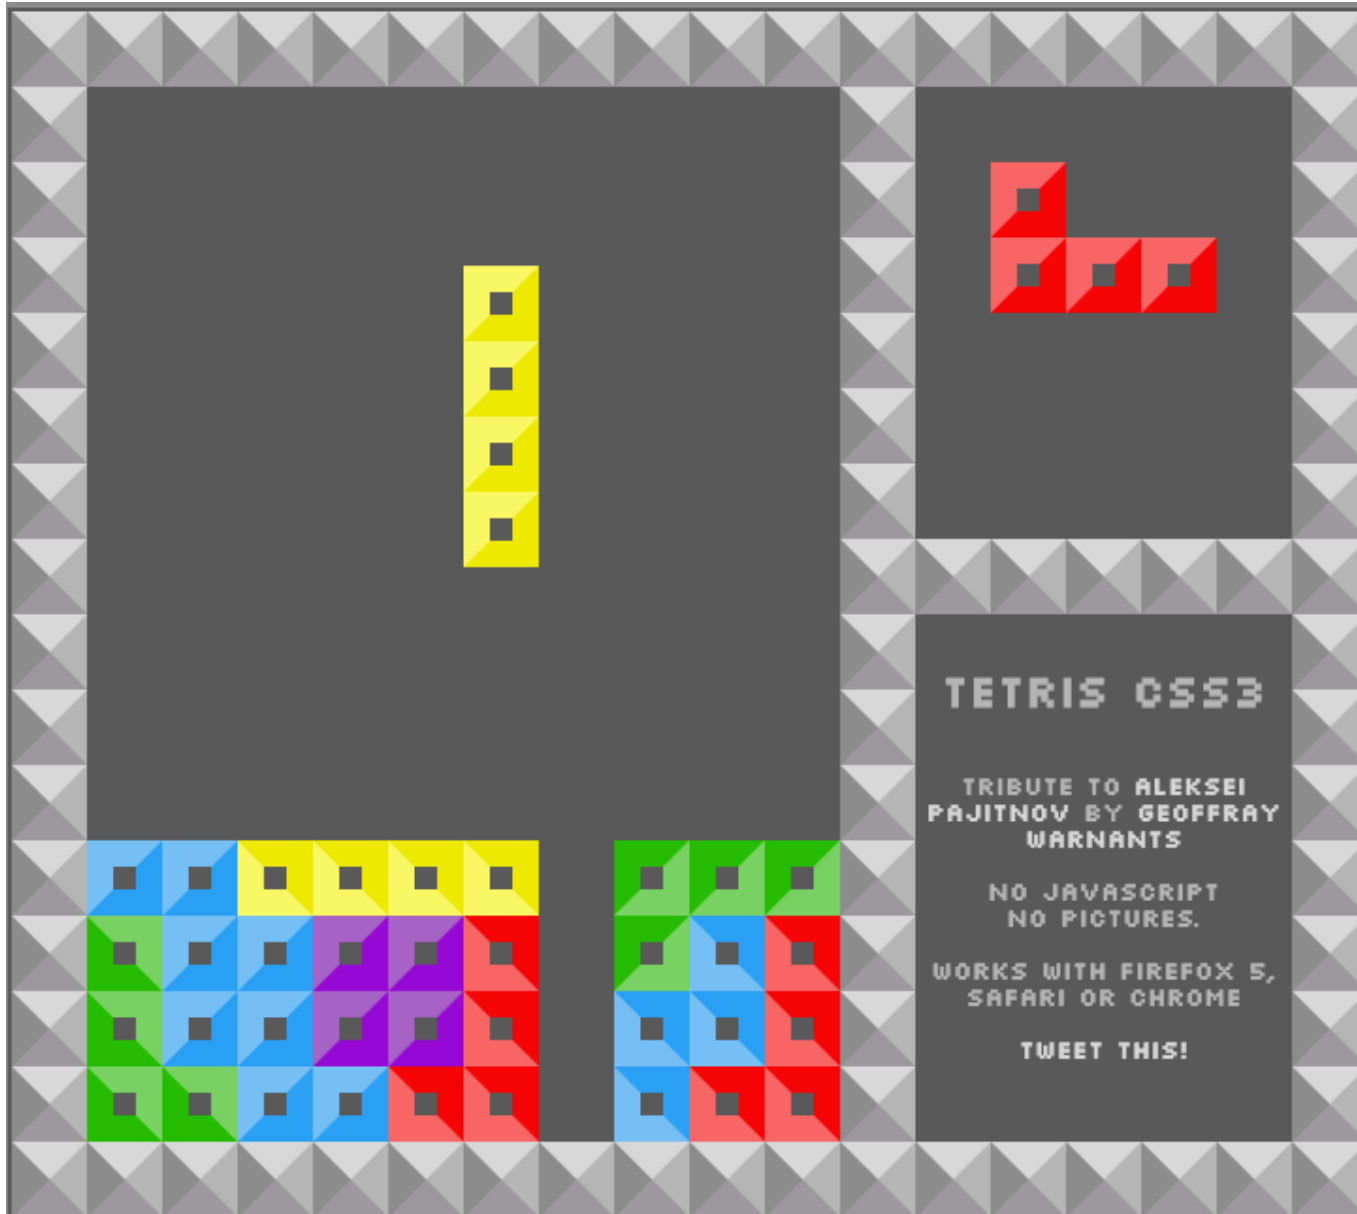 TETRIS CSS3
TRIBUTE TO ALEKSEI
PAJITNOV BY GEOFFRAY
WARNANTS
NO JAVASCRIPT
NO PICTURES.
WORKS WITH FIREFOX 5,
SAFARI OR CHROME
TWEET THIS!